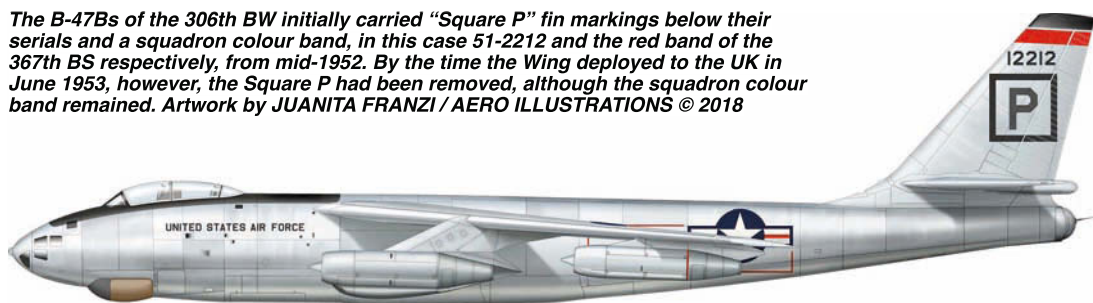 The B-47Bs of the 306th BW initially carried “Square P” fin markings below their
serials and a squadron colour band, in this case 51-2212 and the red band of the
367th BS respectively, from mid-1952. By the time the Wing deployed to the UK in
June 1953, however, the Square P had been removed, although the squadron colour
band remained. Artwork by JUANITA FRANZI / AERO ILLUSTRATIONS © 2018
12212
P
UNITED STATES AIR FORCE